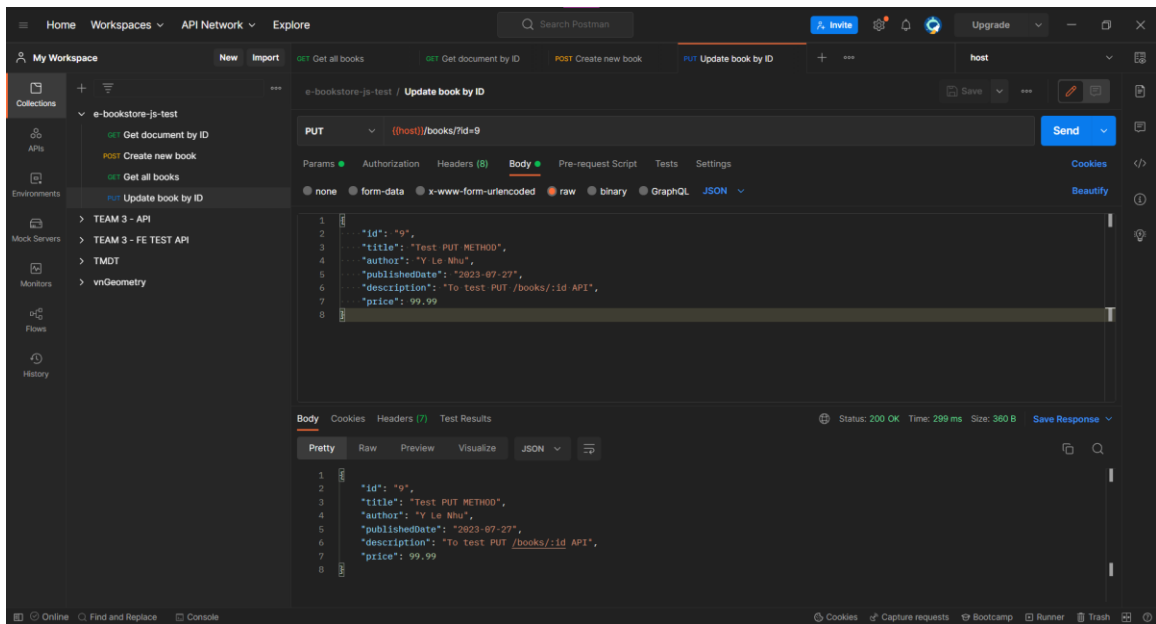 Home Workspaces API Network Explore Search Postman Invite Upgrade
My Workspace New Import GET Get all books GET Get document by ID POST Create new book PUT Update book by ID host
Collections
APIs
Environments
Mock Servers
Monitors
Flows
History
e-bookstore-js-test
GET Get document by ID
POST Create new book
GET Get all books
PUT Update book by ID
TEAM 3 - API
TEAM 3 - FE TEST API
TMDT
vnGeometry
e-bookstore-js-test / Update book by ID Save
PUT {{host}}/books/?id=9 Send
Params Authorization Headers (8) Body Pre-request Script Tests Settings Cookies
none form-data x-www-form-urlencoded raw binary GraphQL JSON Beautify
1 {
2 "id": "9",
3 "title": "Test PUT METHOD",
4 "author": "Y Le Nhu",
5 "publishedDate": "2023-07-27",
6 "description": "To test PUT /books/:id API",
7 "price": 99.99
8 }
Body Cookies Headers (7) Test Results Status: 200 OK Time: 299 ms Size: 360 B Save Response
Pretty Raw Preview Visualize JSON
1 {
2 "id": "9",
3 "title": "Test PUT METHOD",
4 "author": "Y Le Nhu",
5 "publishedDate": "2023-07-27",
6 "description": "To test PUT /books/:id API",
7 "price": 99.99
8 }
Online Find and Replace Console Cookies Capture requests Bootcamp Runner Trash